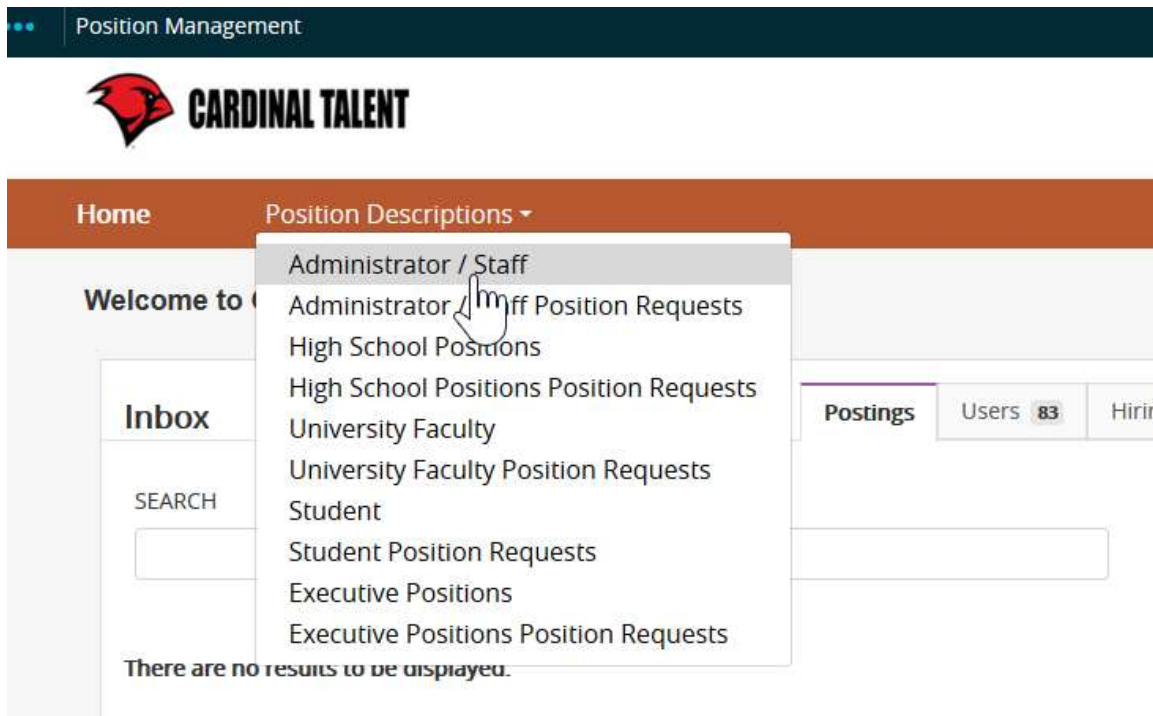 Position Management
CARDINAL TALENT
Home Position Descriptions
Welcome to
Administrator / Staff
Administrator / Staff Position Requests
High School Positions
High School Positions Position Requests
University Faculty
University Faculty Position Requests
Student
Student Position Requests
Executive Positions
Executive Positions Position Requests
Inbox
Postings Users 83
SEARCH
There are no results to be displayed.